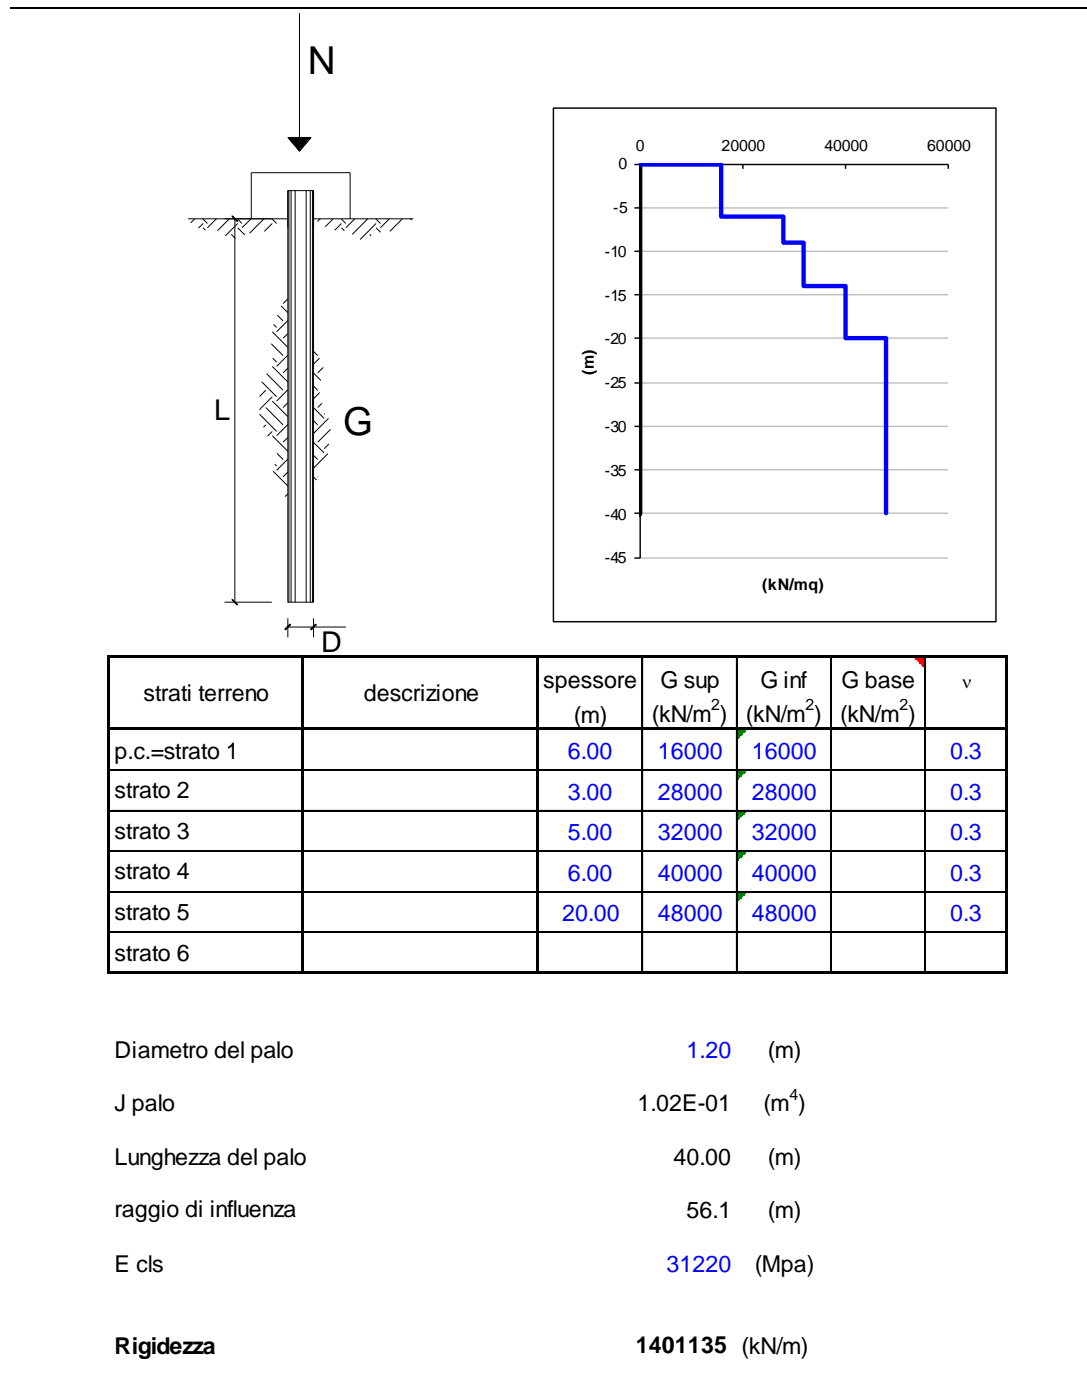 N
L
G
D
0 20000 40000 60000
0
-5
-10
-15
-20
-25
-30
-35
-40
-45
(m)
(kN/mq)
strati terreno descrizione spessore (m) G sup (kN/m²) G inf (kN/m²) G base (kN/m²) ν
p.c.=strato 1 6.00 16000 16000 0.3
strato 2 3.00 28000 28000 0.3
strato 3 5.00 32000 32000 0.3
strato 4 6.00 40000 40000 0.3
strato 5 20.00 48000 48000 0.3
strato 6
Diametro del palo 1.20 (m)
J palo 1.02E-01 (m⁴)
Lunghezza del palo 40.00 (m)
raggio di influenza 56.1 (m)
E cls 31220 (Mpa)
Rigidezza 1401135 (kN/m)